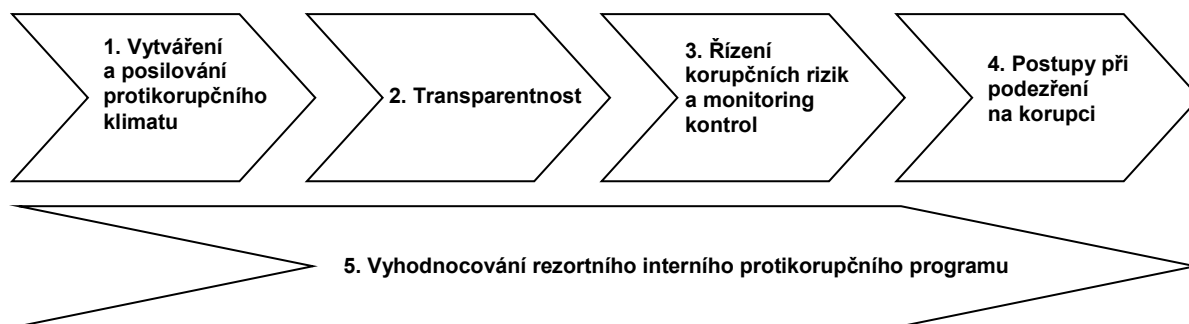 1. Vytváření
a posilování
protikorupčního
klimatu
2. Transparentnost
3. Řízení
korupčních rizik
a monitoring
kontrol
4. Postupy při
podezření
na korupci
5. Vyhodnocování rezortního interního protikorupčního programu